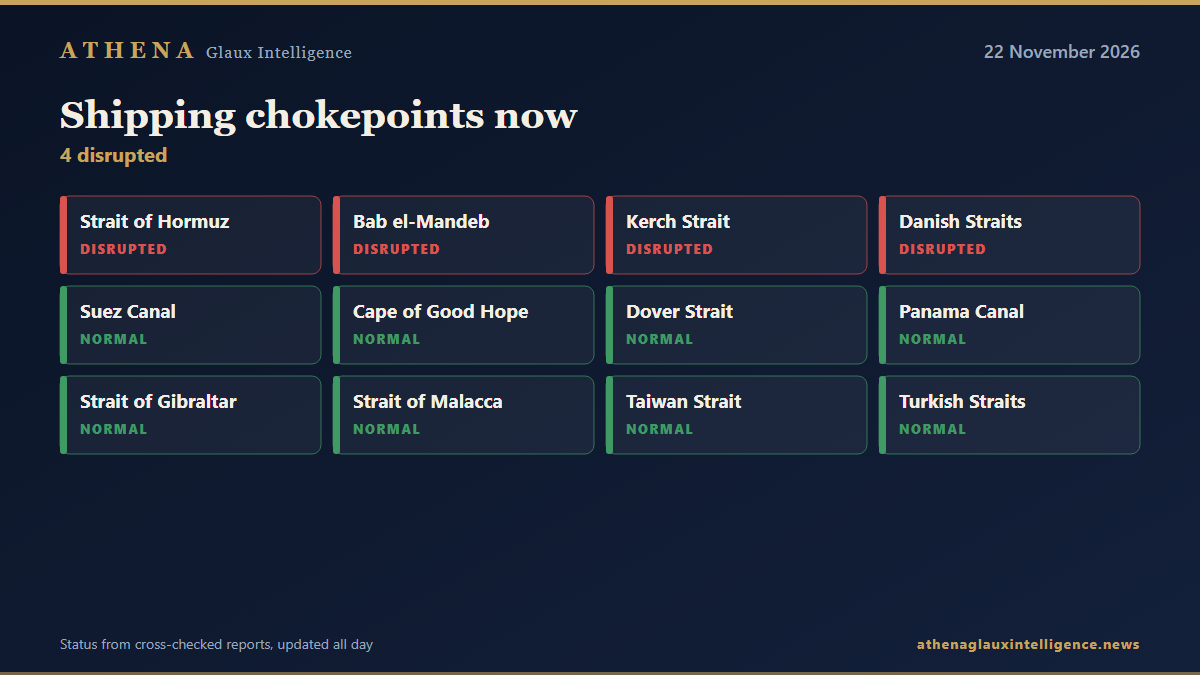 ATHENA Glaux Intelligence
22 November 2026
Shipping chokepoints now
4 disrupted
Strait of Hormuz
DISRUPTED
Bab el-Mandeb
DISRUPTED
Kerch Strait
DISRUPTED
Danish Straits
DISRUPTED
Suez Canal
NORMAL
Cape of Good Hope
NORMAL
Dover Strait
NORMAL
Panama Canal
NORMAL
Strait of Gibraltar
NORMAL
Strait of Malacca
NORMAL
Taiwan Strait
NORMAL
Turkish Straits
NORMAL
Status from cross-checked reports, updated all day
athenaglauxintelligence.news